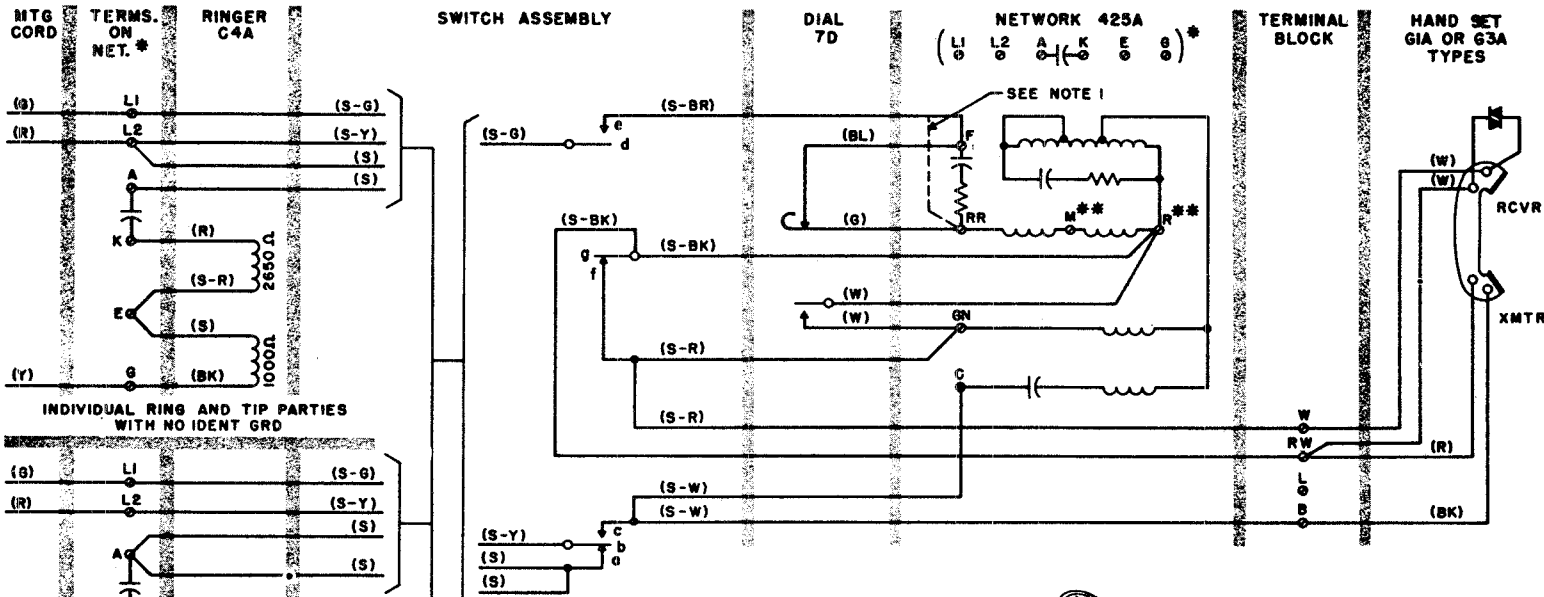 MTG CORD
TERMS. ON NET. *
RINGER C4A
SWITCH ASSEMBLY
DIAL 7D
NETWORK 425A
( L1 L2 A K E G ) *
TERMINAL BLOCK
HAND SET G1A OR G3A TYPES
(G) L1 (S-G)
(R) L2 (S-Y)
(S)
A (S)
K (R)
2650Ω
(S-R)
E
(S)
1000Ω
(Y) G (BK)
INDIVIDUAL RING AND TIP PARTIES
WITH NO IDENT GRD
(G) L1 (S-G)
(R) L2 (S-Y)
(S)
A (S)
(S-BR)
SEE NOTE 1
(S-G) e
d
(BL) F
(S-BK) (G) RR M ** R **
g (S-BK)
f
(W)
(W) GN
(S-R)
C
(S-R) W
RW (R)
L
(S-W)
(S-W) B (BK)
c
(S-Y) b
(S) a
(S)
(W)
(W)
RCVR
XMTR